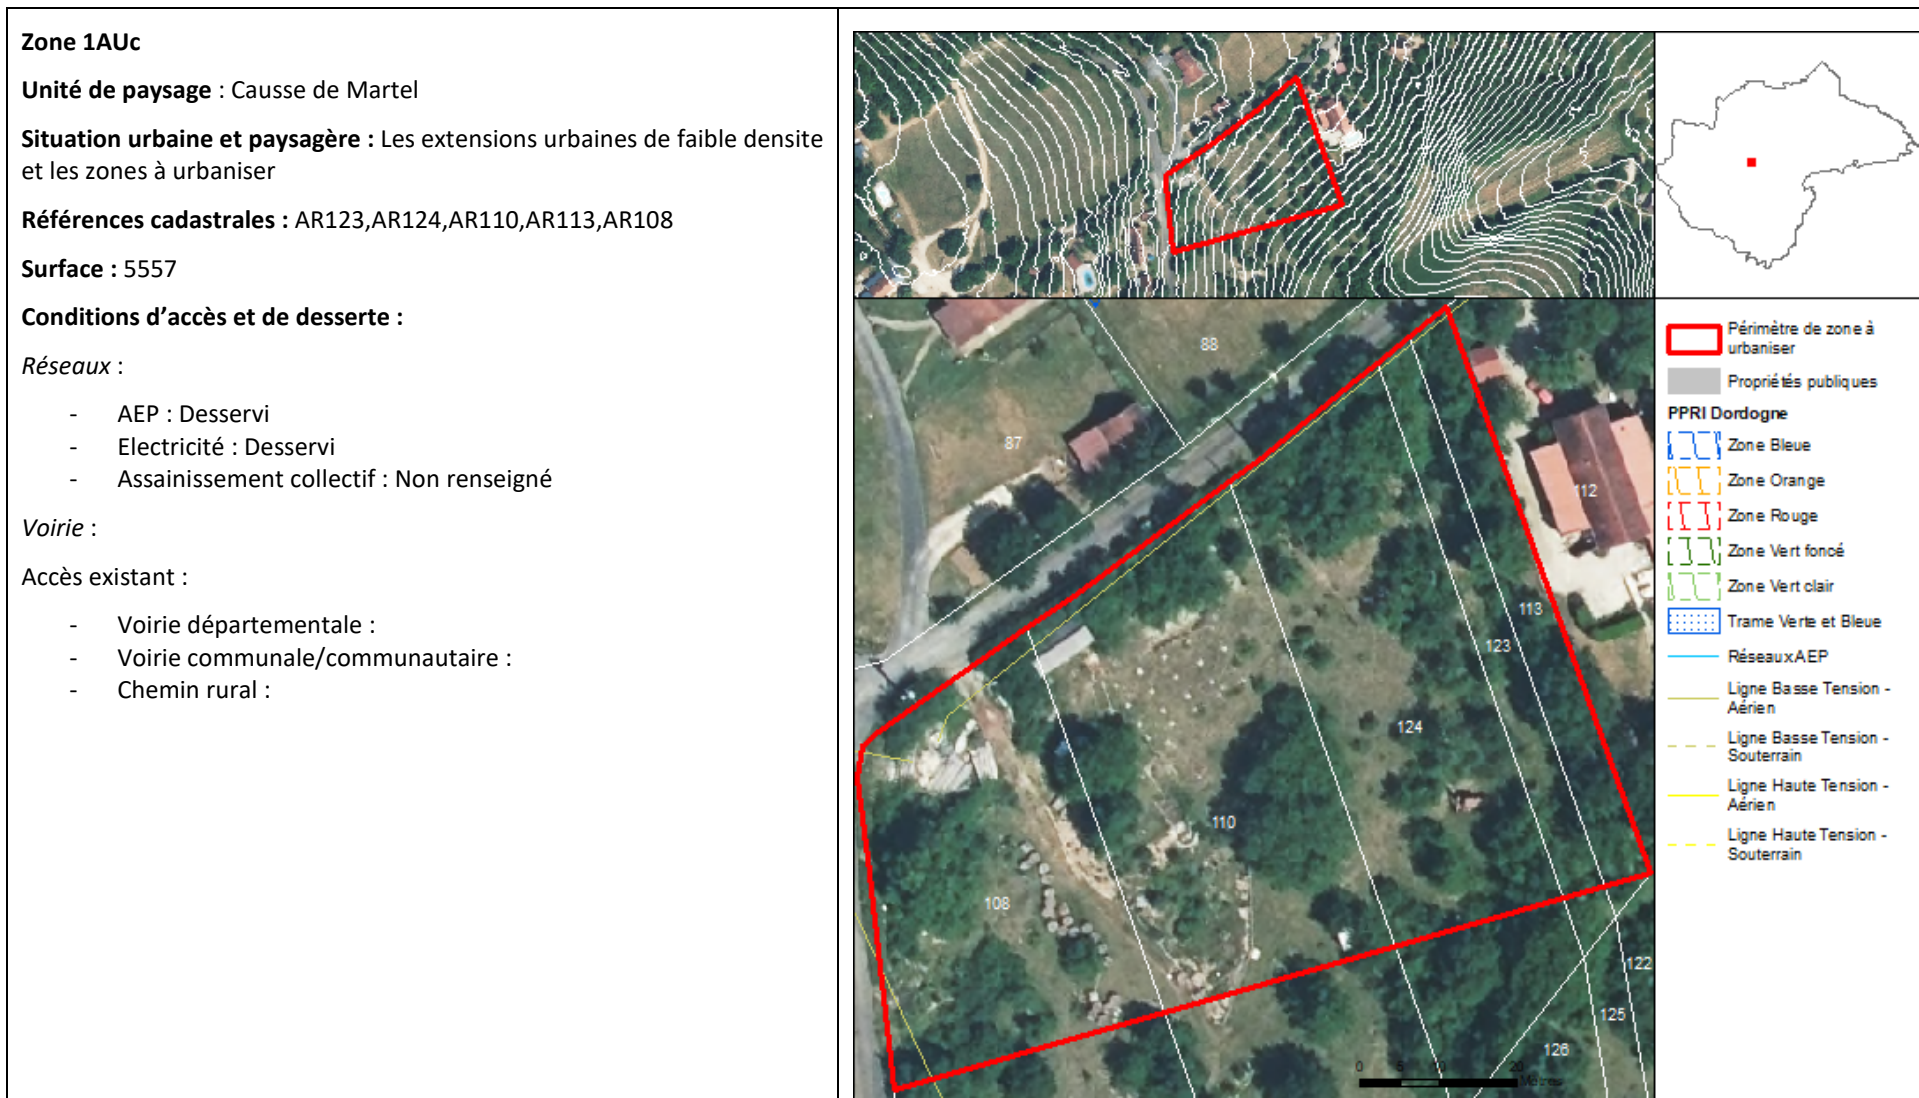 Zone 1AUc
Unité de paysage : Causse de Martel
Situation urbaine et paysagère : Les extensions urbaines de faible densite
et les zones à urbaniser
Références cadastrales : AR123,AR124,AR110,AR113,AR108
Surface : 5557
Conditions d’accès et de desserte :
Réseaux :
- AEP : Desservi
- Electricité : Desservi
- Assainissement collectif : Non renseigné
Voirie :
Accès existant :
- Voirie départementale :
- Voirie communale/communautaire :
- Chemin rural :
88
87
112
113
123
124
110
108
122
125
126
0 5 10 20
Mètres
Périmètre de zone à
urbaniser
Propriétés publiques
PPRI Dordogne
Zone Bleue
Zone Orange
Zone Rouge
Zone Vert foncé
Zone Vert clair
Trame Verte et Bleue
Réseaux AEP
Ligne Basse Tension -
Aérien
Ligne Basse Tension -
Souterrain
Ligne Haute Tension -
Aérien
Ligne Haute Tension -
Souterrain